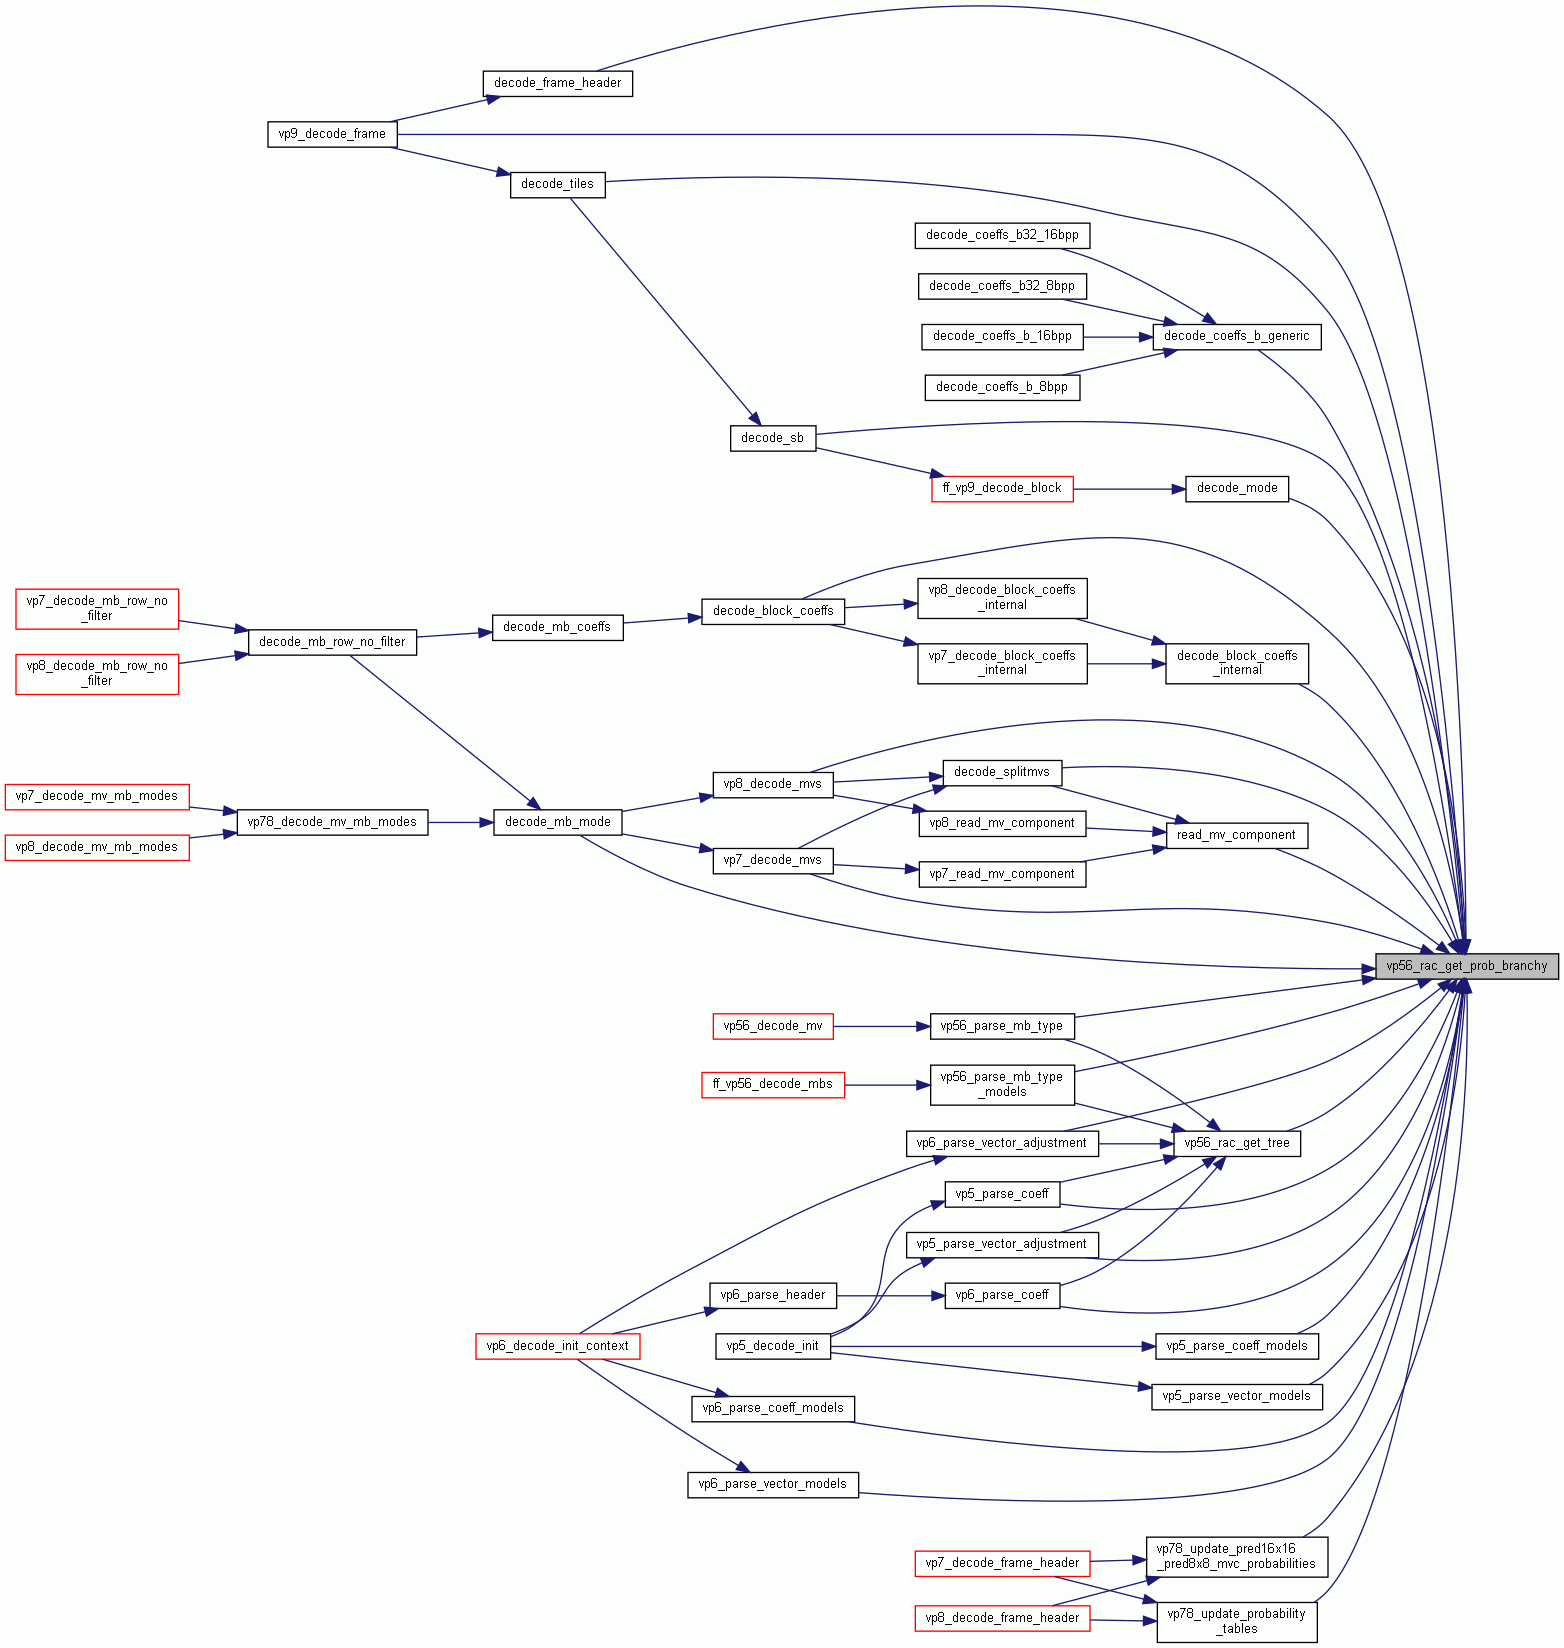 decode_frame_header
vp9_decode_frame
decode_tiles
decode_coeffs_b32_16bpp
decode_coeffs_b32_8bpp
decode_coeffs_b_16bpp
decode_coeffs_b_generic
decode_coeffs_b_8bpp
decode_sb
ff_vp9_decode_block
decode_mode
vp7_decode_mb_row_no
_filter
vp8_decode_mb_row_no
_filter
decode_mb_row_no_filter
decode_mb_coeffs
decode_block_coeffs
vp8_decode_block_coeffs
_internal
vp7_decode_block_coeffs
_internal
decode_block_coeffs
_internal
vp7_decode_mv_mb_modes
vp8_decode_mv_mb_modes
vp78_decode_mv_mb_modes
decode_mb_mode
vp8_decode_mvs
decode_splitmvs
vp8_read_mv_component
read_mv_component
vp7_decode_mvs
vp7_read_mv_component
vp56_rac_get_prob_branchy
vp56_decode_mv
vp56_parse_mb_type
ff_vp56_decode_mbs
vp56_parse_mb_type
_models
vp6_parse_vector_adjustment
vp56_rac_get_tree
vp5_parse_coeff
vp5_parse_vector_adjustment
vp6_parse_header
vp6_parse_coeff
vp6_decode_init_context
vp5_decode_init
vp5_parse_coeff_models
vp5_parse_vector_models
vp6_parse_coeff_models
vp6_parse_vector_models
vp7_decode_frame_header
vp78_update_pred16x16
_pred8x8_mvc_probabilities
vp8_decode_frame_header
vp78_update_probability
_tables